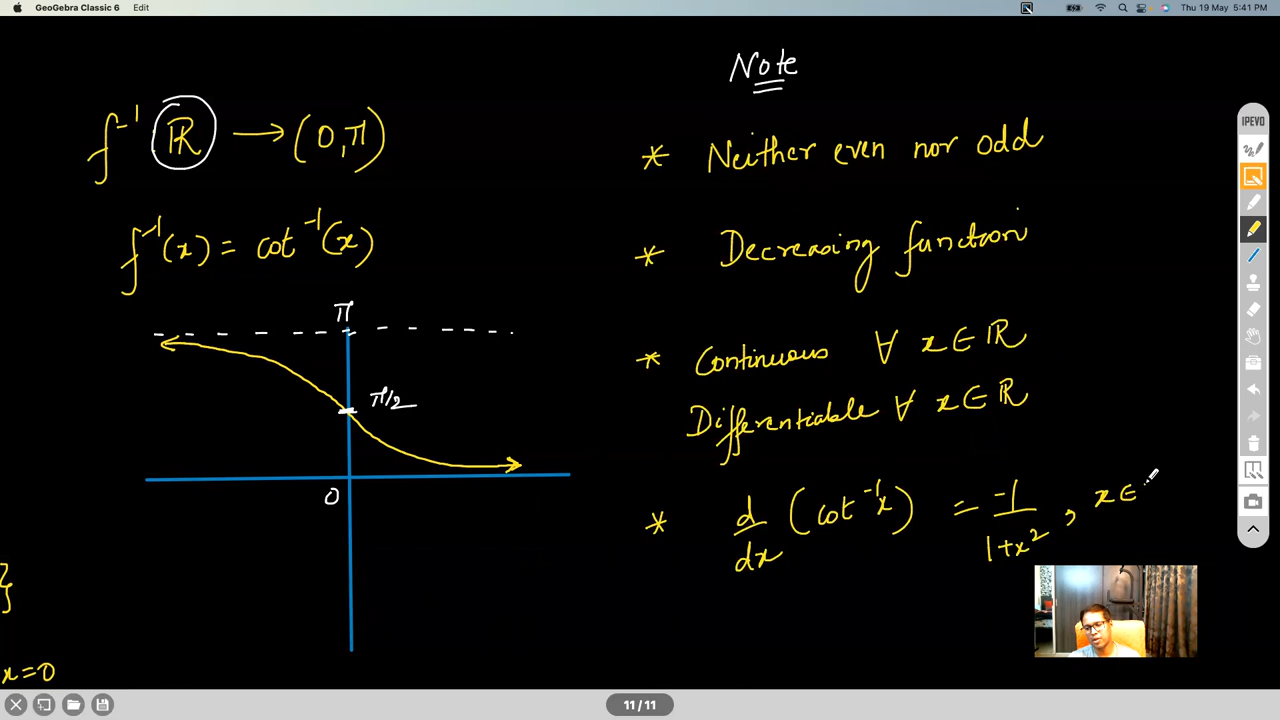 GeoGebra Classic 6 Edit
Thu 19 May 5:41 PM
Note
f⁻¹ ℝ → (0, π)
f⁻¹(x) = cot⁻¹(x)
π
π/2
0
* Neither even nor odd
* Decreasing function
* Continuous ∀ x ∈ ℝ
Differentiable ∀ x ∈ ℝ
* d/dx (cot⁻¹x) = -1/1+x², x ∈
}
x=0
IPEVO
11/11